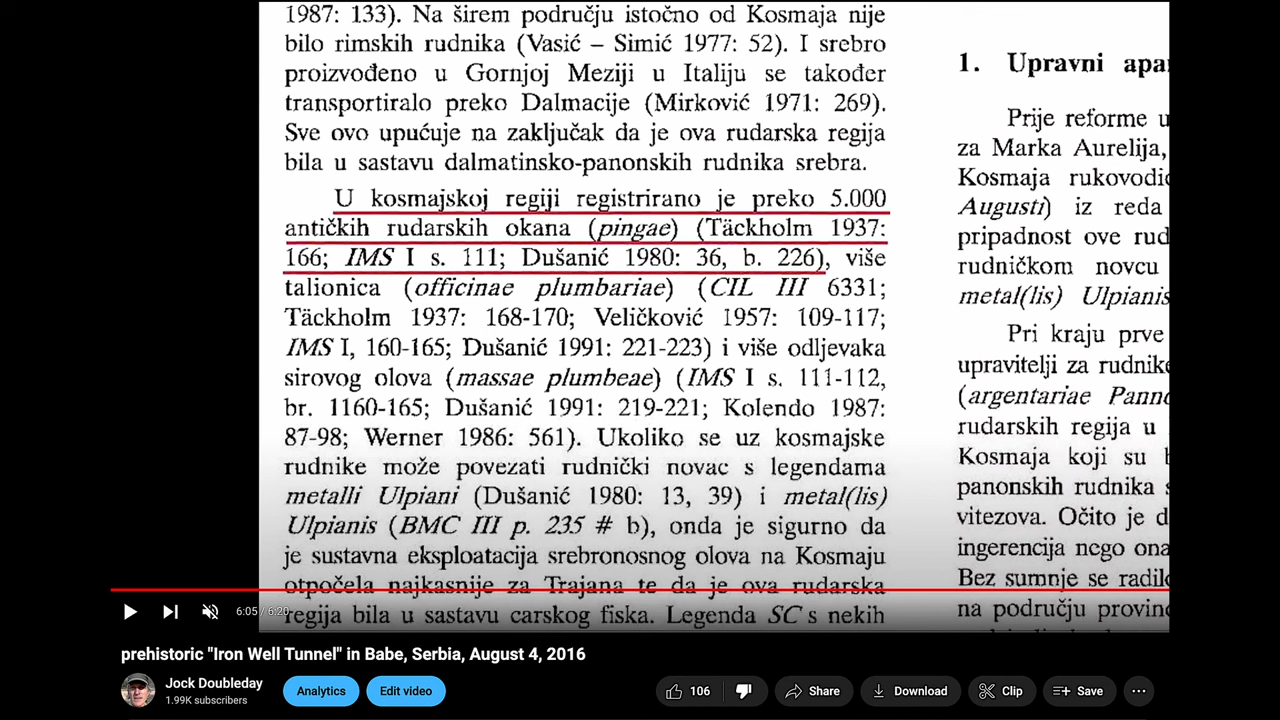 1987: 133). Na širem području istočno od Kosmaja nije
bilo rimskih rudnika (Vasić – Simić 1977: 52). I srebro
proizvođeno u Gornjoj Meziji u Italiju se također
transportiralo preko Dalmacije (Mirković 1971: 269).
Sve ovo upućuje na zaključak da je ova rudarska regija
bila u sastavu dalmatinsko-panonskih rudnika srebra.
U kosmajskoj regiji registrirano je preko 5.000
antičkih rudarskih okana (pingae) (Täckholm 1937:
166; IMS I s. 111; Dušanić 1980: 36, b. 226), više
talionica (officinae plumbariae) (CIL III 6331;
Täckholm 1937: 168-170; Veličković 1957: 109-117;
IMS I, 160-165; Dušanić 1991: 221-223) i više odljevaka
sirovog olova (massae plumbeae) (IMS I s. 111-112,
br. 1160-165; Dušanić 1991: 219-221; Kolendo 1987:
87-98; Werner 1986: 561). Ukoliko se uz kosmajske
rudnike može povezati rudnički novac s legendama
metalli Ulpiani (Dušanić 1980: 13, 39) i metal(lis)
Ulpianis (BMC III p. 235 # b), onda je sigurno da
je sustavna eksploatacija srebronosnog olova na Kosmaju
otpočela najkasnije za Trajana te da je ova rudarska
regija bila u sastavu carskog fiska. Legenda SC s nekih
1. Upravni apa
Prije reforme u
za Marka Aurelija,
Kosmaja rukovodi
Augusti) iz reda
pripadnost ove rud
rudničkom novcu
metal(lis) Ulpianis
Pri kraju prve
upravitelji za rudnike
(argentariae Panno
rudarskih regija u
Kosmaja koji su
panonskih rudnika s
vitezova. Očito je d
ingerencija nego ona
Bez sumnje se radilo
na području provinc
6:05 / 6:20
prehistoric "Iron Well Tunnel" in Babe, Serbia, August 4, 2016
Jock Doubleday
1.99K subscribers
Analytics
Edit video
106
Share
Download
Clip
Save